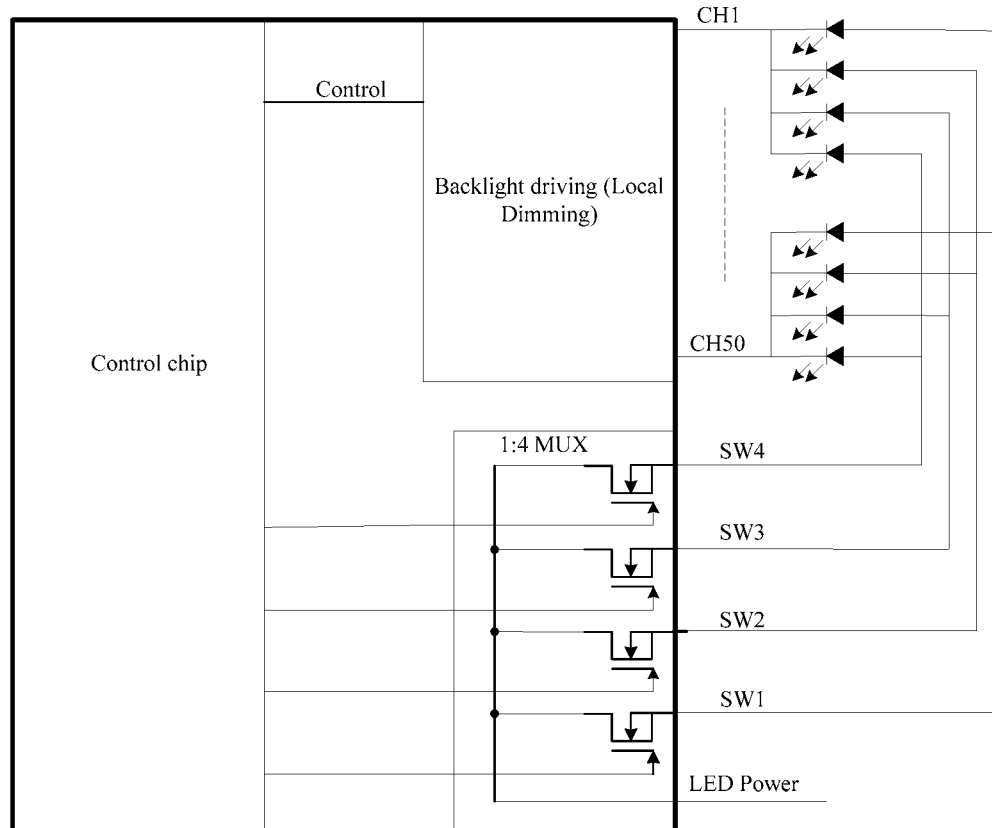 CH1
Control
Backlight driving (Local
Dimming)
Control chip
CH50
1:4 MUX
SW4
SW3
SW2
SW1
LED Power